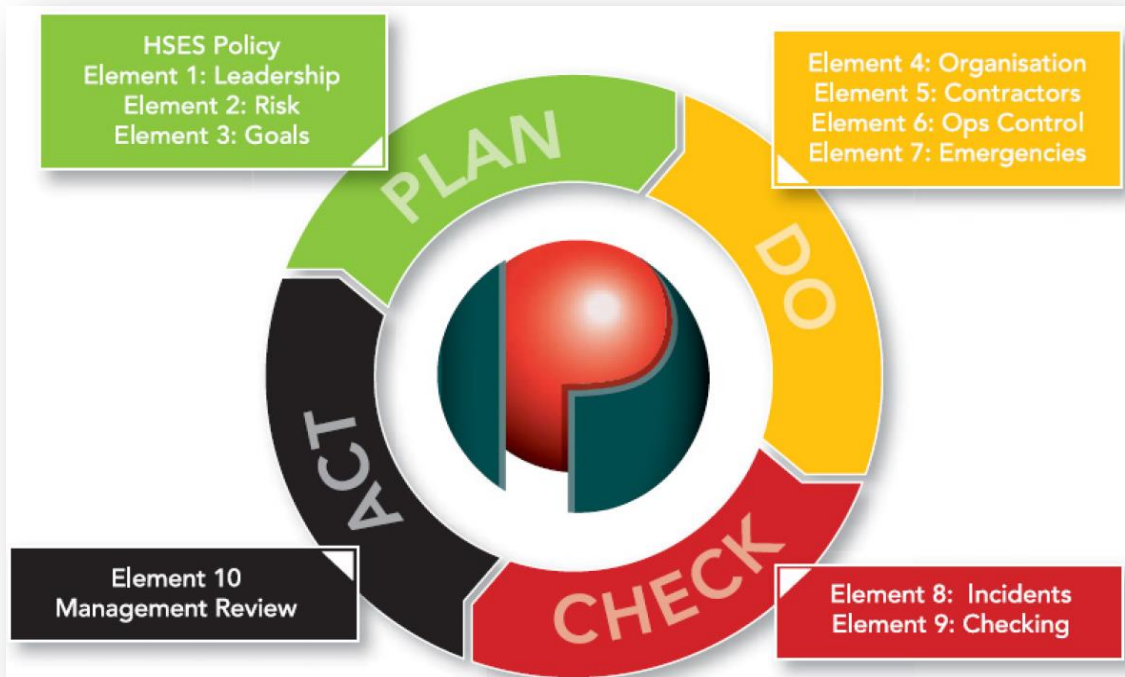 HSES Policy
Element 1: Leadership
Element 2: Risk
Element 3: Goals
Element 4: Organisation
Element 5: Contractors
Element 6: Ops Control
Element 7: Emergencies
PLAN
DO
ACT
CHECK
Element 10
Management Review
Element 8: Incidents
Element 9: Checking